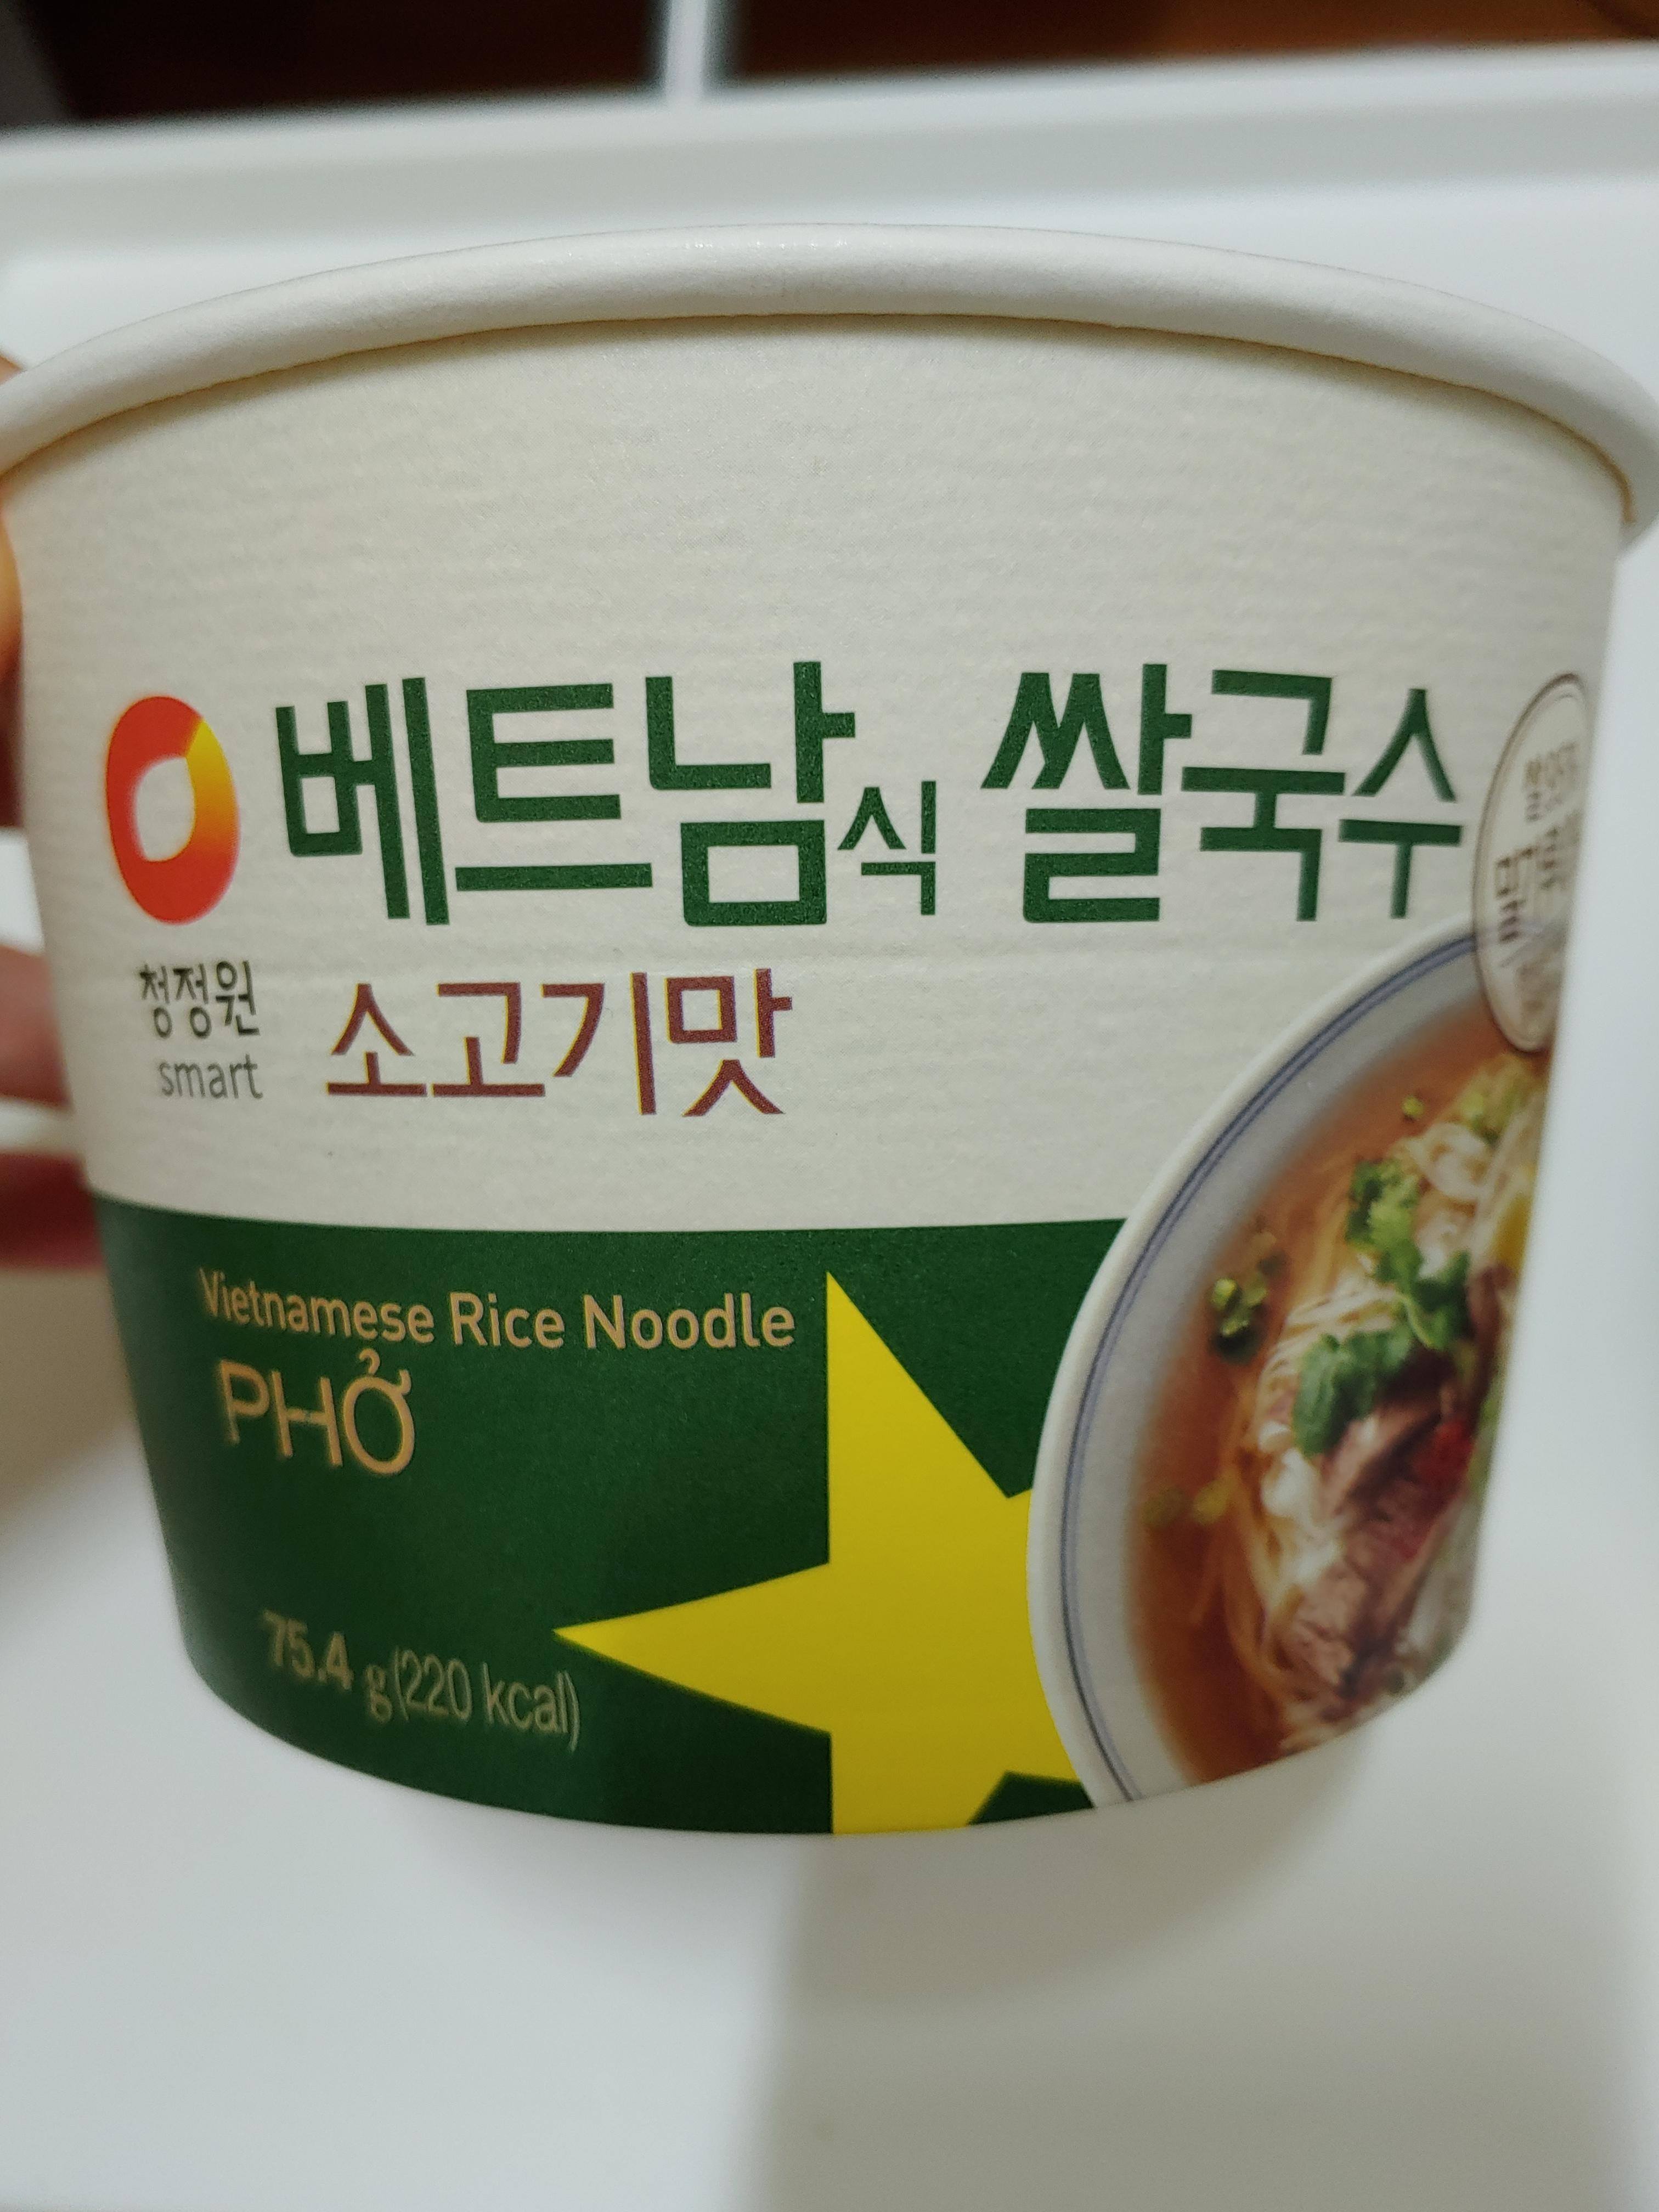 베트남식 쌀국수
청정원
smart
소고기맛
Vietnamese Rice Noodle
PHỞ
75.4 g(220 kcal)